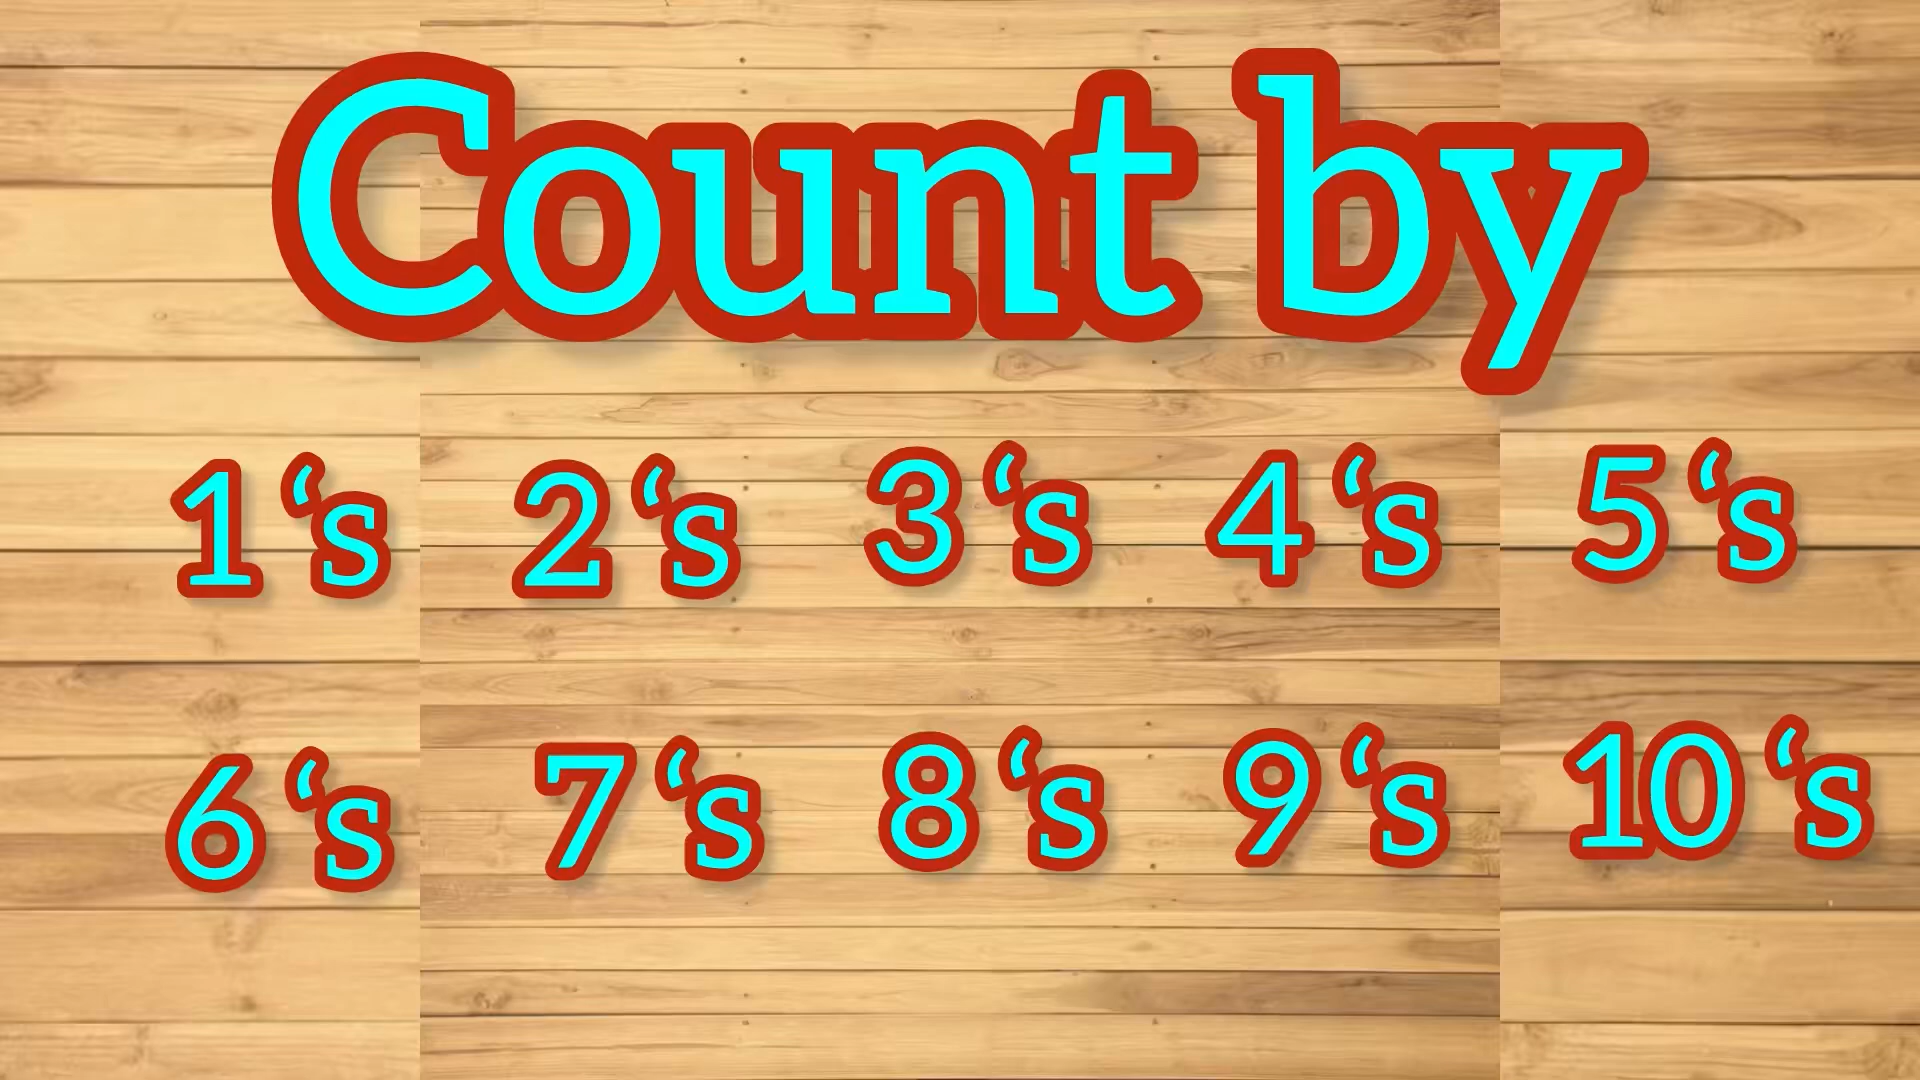 Count by
1 ‘s 2 ‘s 3 ‘s 4 ‘s 5 ‘s
6 ‘s 7 ‘s 8 ‘s 9 ‘s 10 ‘s